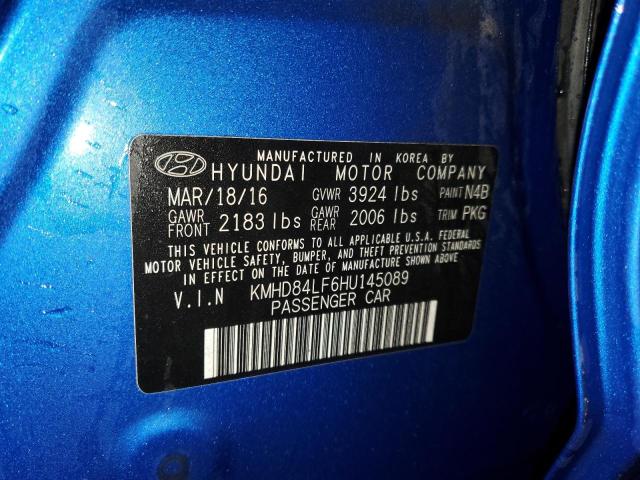 MANUFACTURED IN KOREA BY
HYUNDAI MOTOR COMPANY
MAR/18/16 GVWR 3924 lbs PAINT N4B
GAWR FRONT 2183 lbs GAWR REAR 2006 lbs TRIM PKG
THIS VEHICLE CONFORMS TO ALL APPLICABLE U.S.A. FEDERAL
MOTOR VEHICLE SAFETY, BUMPER, AND THEFT PREVENTION STANDARDS
IN EFFECT ON THE DATE OF MANUFACTURE SHOWN ABOVE.
V.I.N KMHD84LF6HU145089
PASSENGER CAR